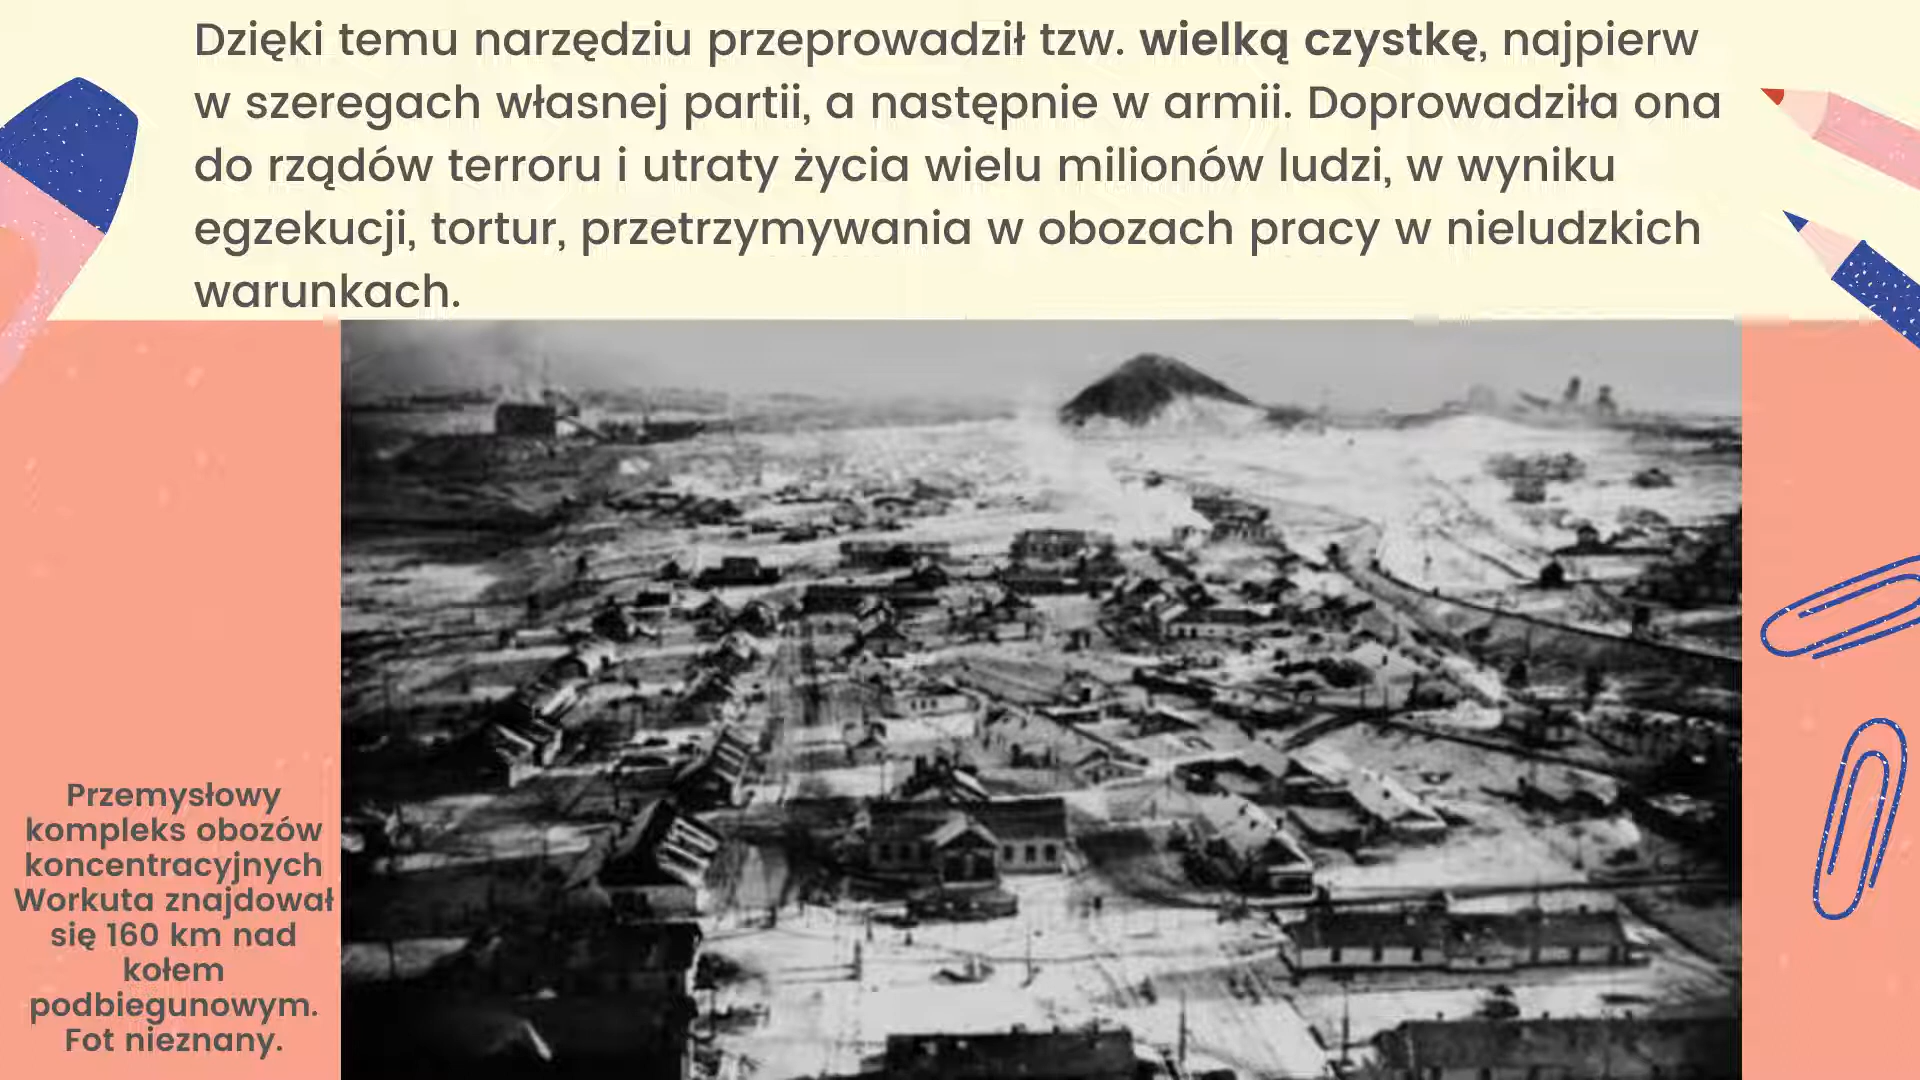 Dzięki temu narzędziu przeprowadził tzw. wielką czystkę, najpierw
w szeregach własnej partii, a następnie w armii. Doprowadziła ona
do rządów terroru i utraty życia wielu milionów ludzi, w wyniku
egzekucji, tortur, przetrzymywania w obozach pracy w nieludzkich
warunkach.
Przemysłowy
kompleks obozów
koncentracyjnych
Workuta znajdował
się 160 km nad
kołem
podbiegunowym.
Fot nieznany.